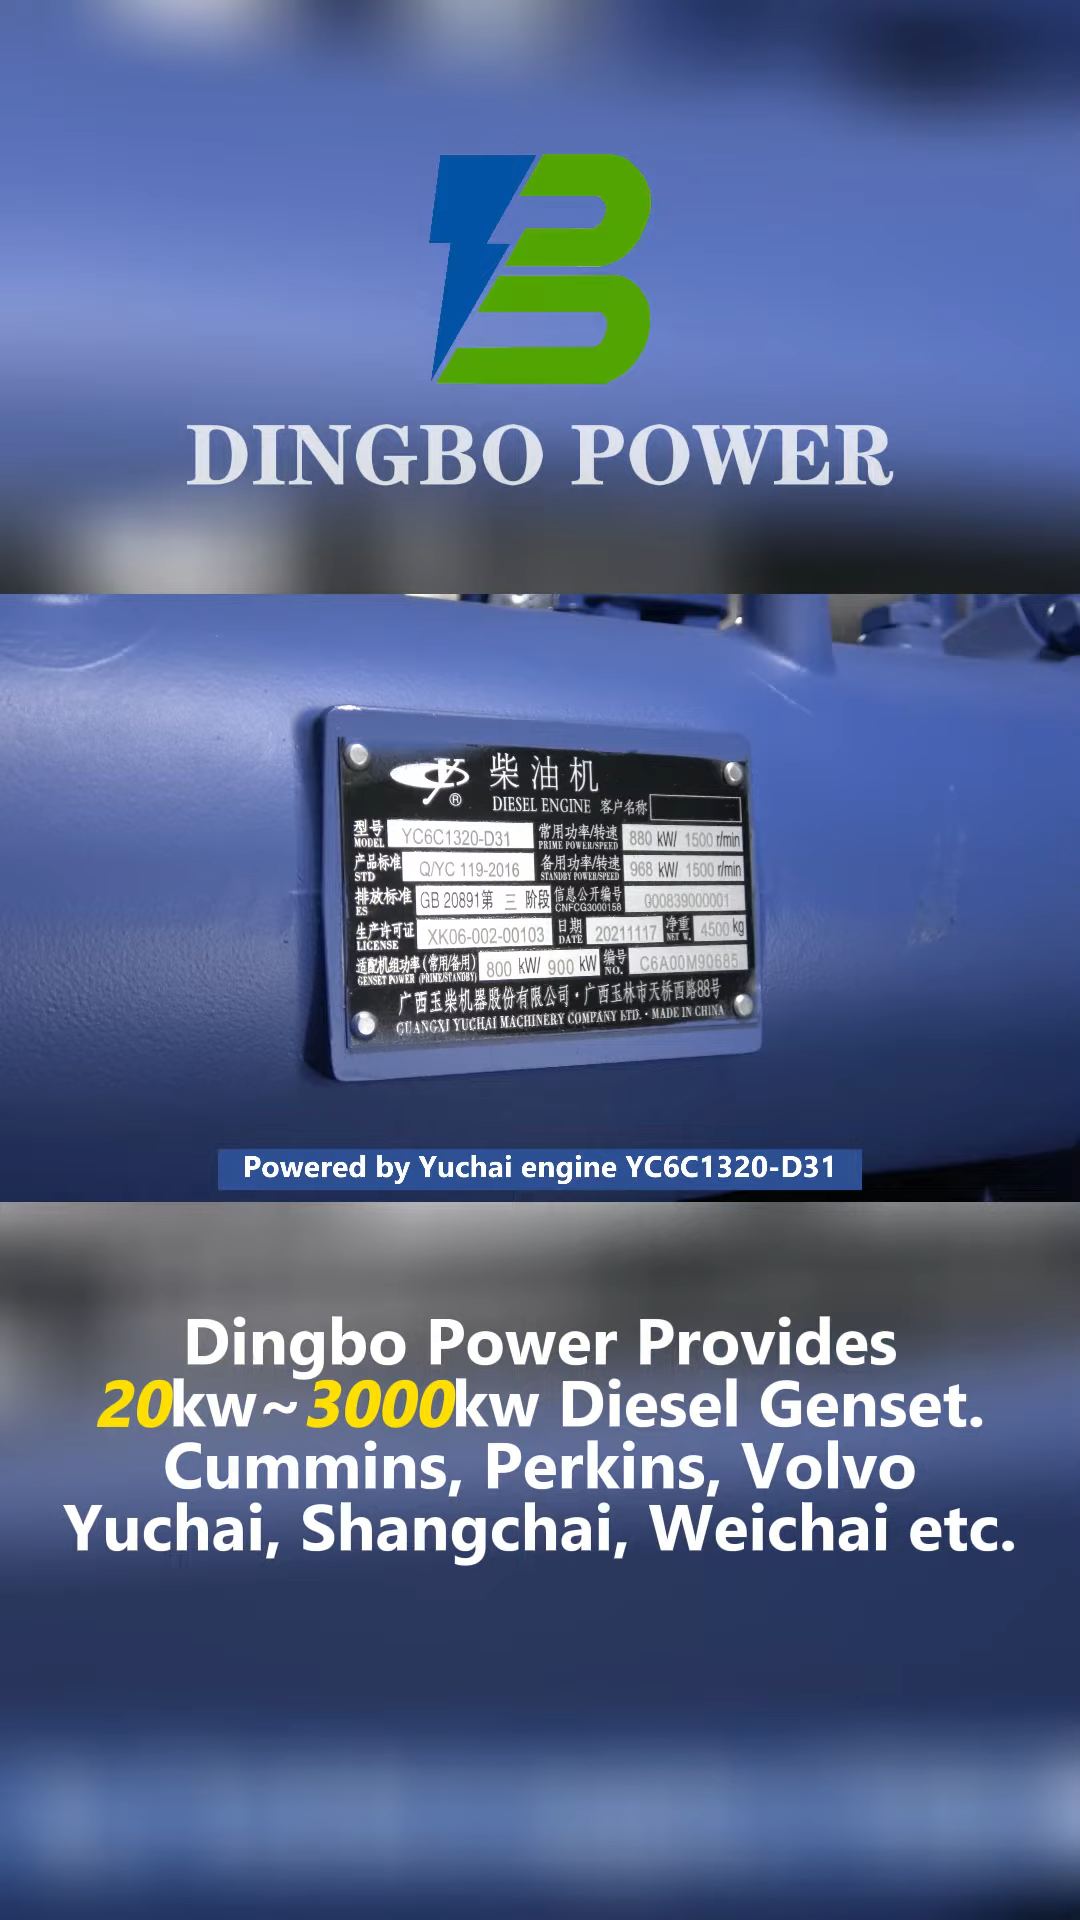 DINGBO POWER
柴油机
DIESEL ENGINE 客户名称
型号 MODEL YC6C1320-D31 常用功率/转速 PRIME POWER/SPEED 880 kW/ 1500 r/min
产品标准 STD Q/YC 119-2016 备用功率/转速 STANDBY POWER/SPEED 968 kW/ 1500 r/min
排放标准 ES GB 20891第 三 阶段 信息公开编号 CNFCG3000158 000839000001
生产许可证 LICENSE XK06-002-00103 日期 DATE 20211117 净重 NET W. 4500 kg
适配机组功率(常用/备用) GENSET POWER (PRIME/STANDBY) 800 kW/ 900 kW 编号 NO. C6A00M90685
广西玉柴机器股份有限公司·广西玉林市天桥西路88号
GUANGXI YUCHAI MACHINERY COMPANY LTD. · MADE IN CHINA
Powered by Yuchai engine YC6C1320-D31
Dingbo Power Provides
20kw~3000kw Diesel Genset.
Cummins, Perkins, Volvo
Yuchai, Shangchai, Weichai etc.